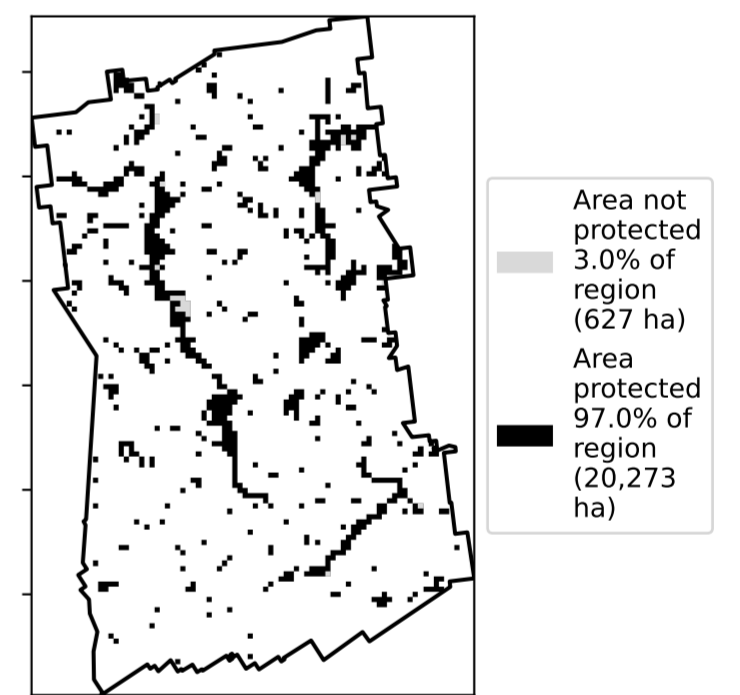 Area not
protected
3.0% of
region
(627 ha)
Area
protected
97.0% of
region
(20,273
ha)